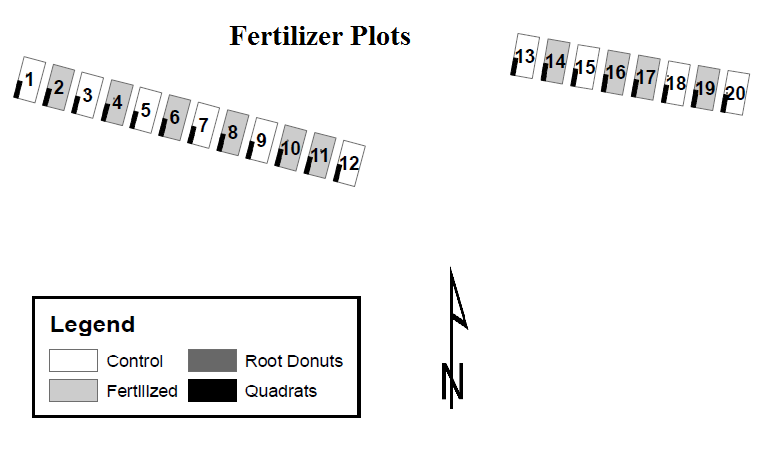 Fertilizer Plots
1 2 3 4 5 6 7 8 9 10 11 12
13 14 15 16 17 18 19 20
Legend
Control Root Donuts
Fertilized Quadrats
N